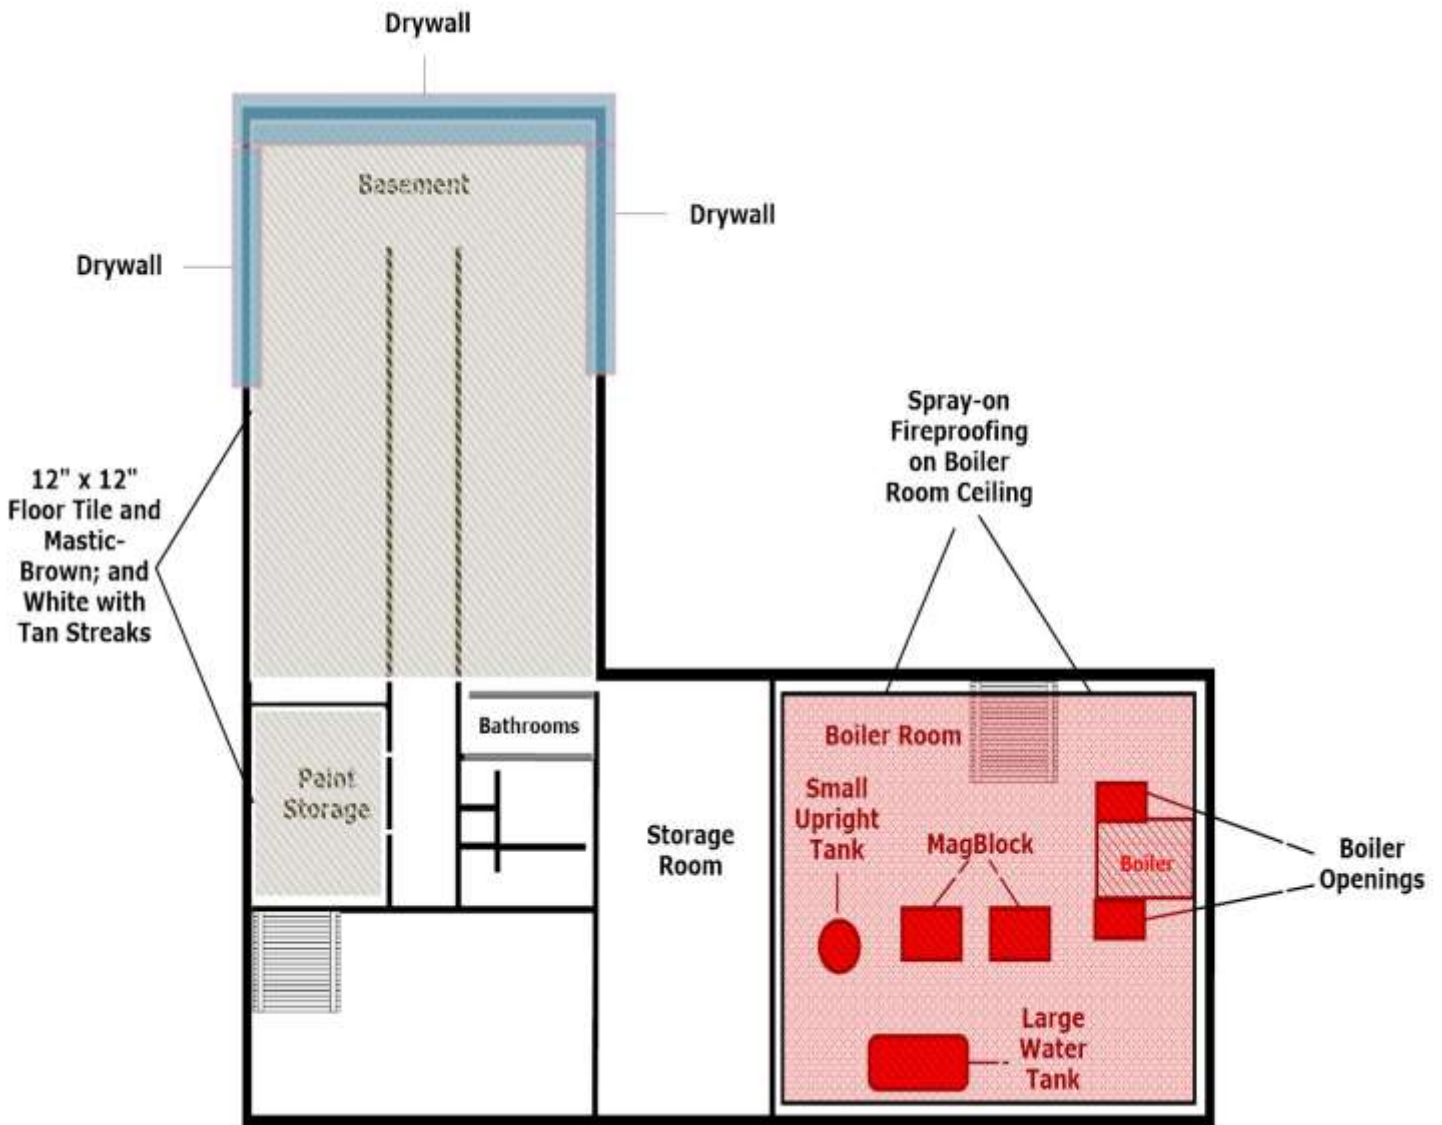 Drywall
Basement
Drywall
Drywall
12" x 12"
Floor Tile and
Mastic-
Brown; and
White with
Tan Streaks
Spray-on
Fireproofing
on Boiler
Room Ceiling
Bathrooms
Paint
Storage
Storage
Room
Boiler Room
Small
Upright
Tank
MagBlock
Boiler
Boiler
Openings
Large
Water
Tank